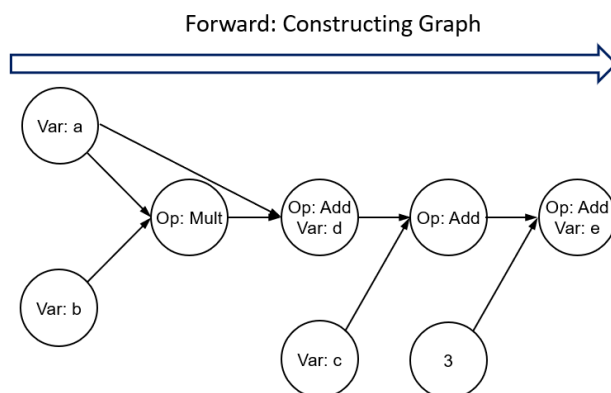 Forward: Constructing Graph
Var: a
Op: Mult
Op: Add
Var: d
Op: Add
Op: Add
Var: e
Var: b
Var: c
3